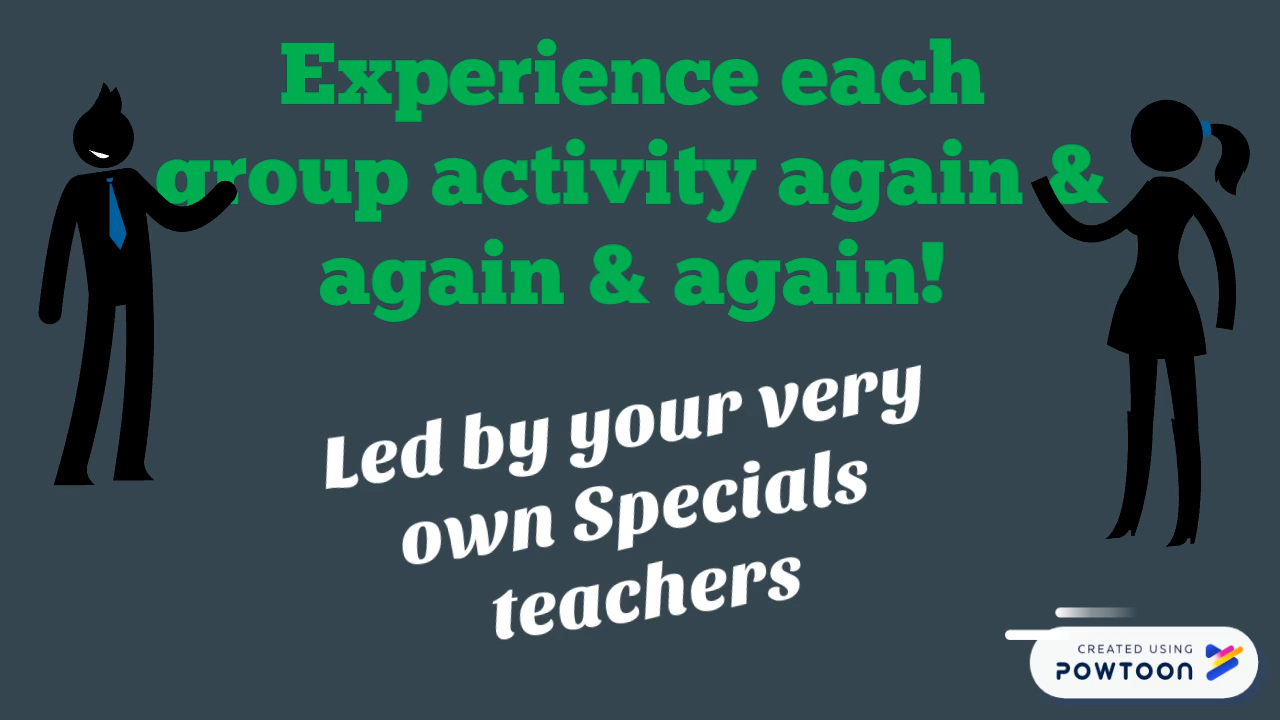 Experience each
group activity again &
again & again!
Led by your very
own Specials
teachers
CREATED USING
POWTOON